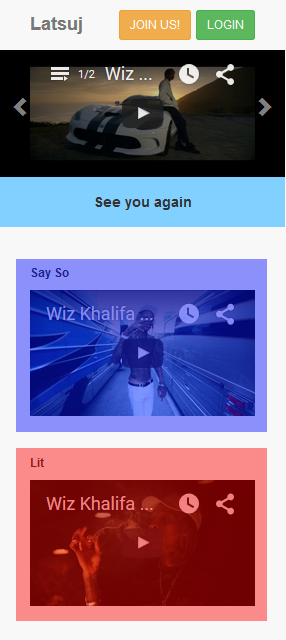 Latsuj
JOIN US!
LOGIN
1/2 Wiz ...
See you again
Say So
Wiz Khalifa ...
Lit
Wiz Khalifa ...